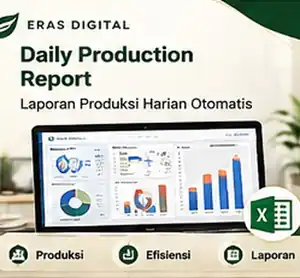 ERAS DIGITAL
Daily Production
Report
Laporan Produksi Harian Otomatis
X
Produksi
Efisiensi
Laporan